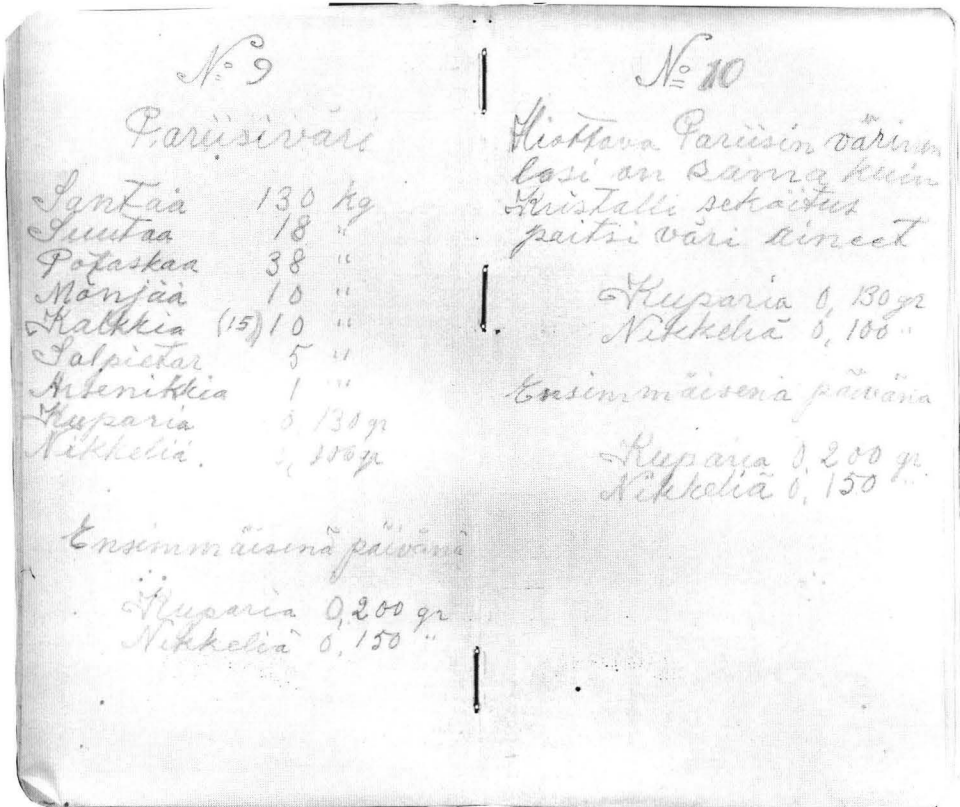 № 9
Pariisiväri
Santaa 130 kg
Suutaa 18 "
Potaskaa 38 "
Mönjää 10 "
Kalkkia (15) 10 "
Salpietar 5 "
Arsenikkia 1 "
Kuparia 0,130 gr
Nikkeliä. 0,100 gr
Ensimmäisenä päivänä
Kuparia 0,200 gr
Nikkeliä 0,150 "
№ 10
Hiottava Pariisin värinen
lasi on sama kuin
Kristalli sekoitus
paitsi väri aineet
Kuparia 0,130 gr
Nikkeliä 0,100 "
Ensimmäisenä päivänä
Kuparia 0,200 gr.
Nikkeliä 0,150 "